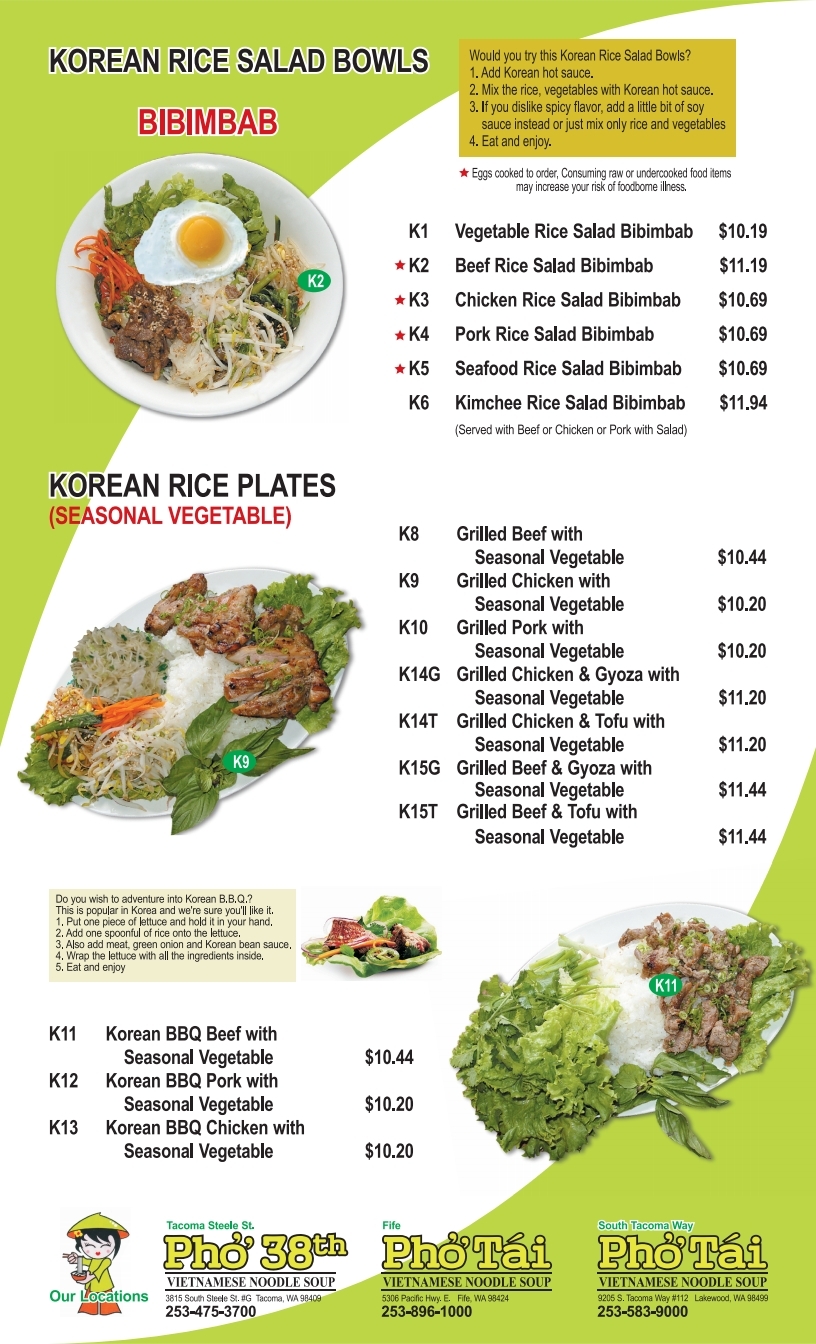 KOREAN RICE SALAD BOWLS
BIBIMBAB
Would you try this Korean Rice Salad Bowls?
1. Add Korean hot sauce.
2. Mix the rice, vegetables with Korean hot sauce.
3. If you dislike spicy flavor, add a little bit of soy
sauce instead or just mix only rice and vegetables
4. Eat and enjoy.
★ Eggs cooked to order, Consuming raw or undercooked food items
may increase your risk of foodborne illness.
K2
K1 Vegetable Rice Salad Bibimbab $10.19
★ K2 Beef Rice Salad Bibimbab $11.19
★ K3 Chicken Rice Salad Bibimbab $10.69
★ K4 Pork Rice Salad Bibimbab $10.69
★ K5 Seafood Rice Salad Bibimbab $10.69
K6 Kimchee Rice Salad Bibimbab $11.94
(Served with Beef or Chicken or Pork with Salad)
KOREAN RICE PLATES
(SEASONAL VEGETABLE)
K9
K8 Grilled Beef with
Seasonal Vegetable $10.44
K9 Grilled Chicken with
Seasonal Vegetable $10.20
K10 Grilled Pork with
Seasonal Vegetable $10.20
K14G Grilled Chicken & Gyoza with
Seasonal Vegetable $11.20
K14T Grilled Chicken & Tofu with
Seasonal Vegetable $11.20
K15G Grilled Beef & Gyoza with
Seasonal Vegetable $11.44
K15T Grilled Beef & Tofu with
Seasonal Vegetable $11.44
Do you wish to adventure into Korean B.B.Q.?
This is popular in Korea and we're sure you'll like it.
1, Put one piece of lettuce and hold it in your hand.
2. Add one spoonful of rice onto the lettuce.
3, Also add meat, green onion and Korean bean sauce.
4. Wrap the lettuce with all the ingredients inside.
5. Eat and enjoy
K11
K11 Korean BBQ Beef with
Seasonal Vegetable $10.44
K12 Korean BBQ Pork with
Seasonal Vegetable $10.20
K13 Korean BBQ Chicken with
Seasonal Vegetable $10.20
Our Locations
Tacoma Steele St.
Phở 38th
VIETNAMESE NOODLE SOUP
3815 South Steele St. #G Tacoma, WA 98409
253-475-3700
Fife
Phở Tái
VIETNAMESE NOODLE SOUP
5306 Pacific Hwy. E. Fife, WA 98424
253-896-1000
South Tacoma Way
Phở Tái
VIETNAMESE NOODLE SOUP
9205 S. Tacoma Way #112 Lakewood, WA 98499
253-583-9000